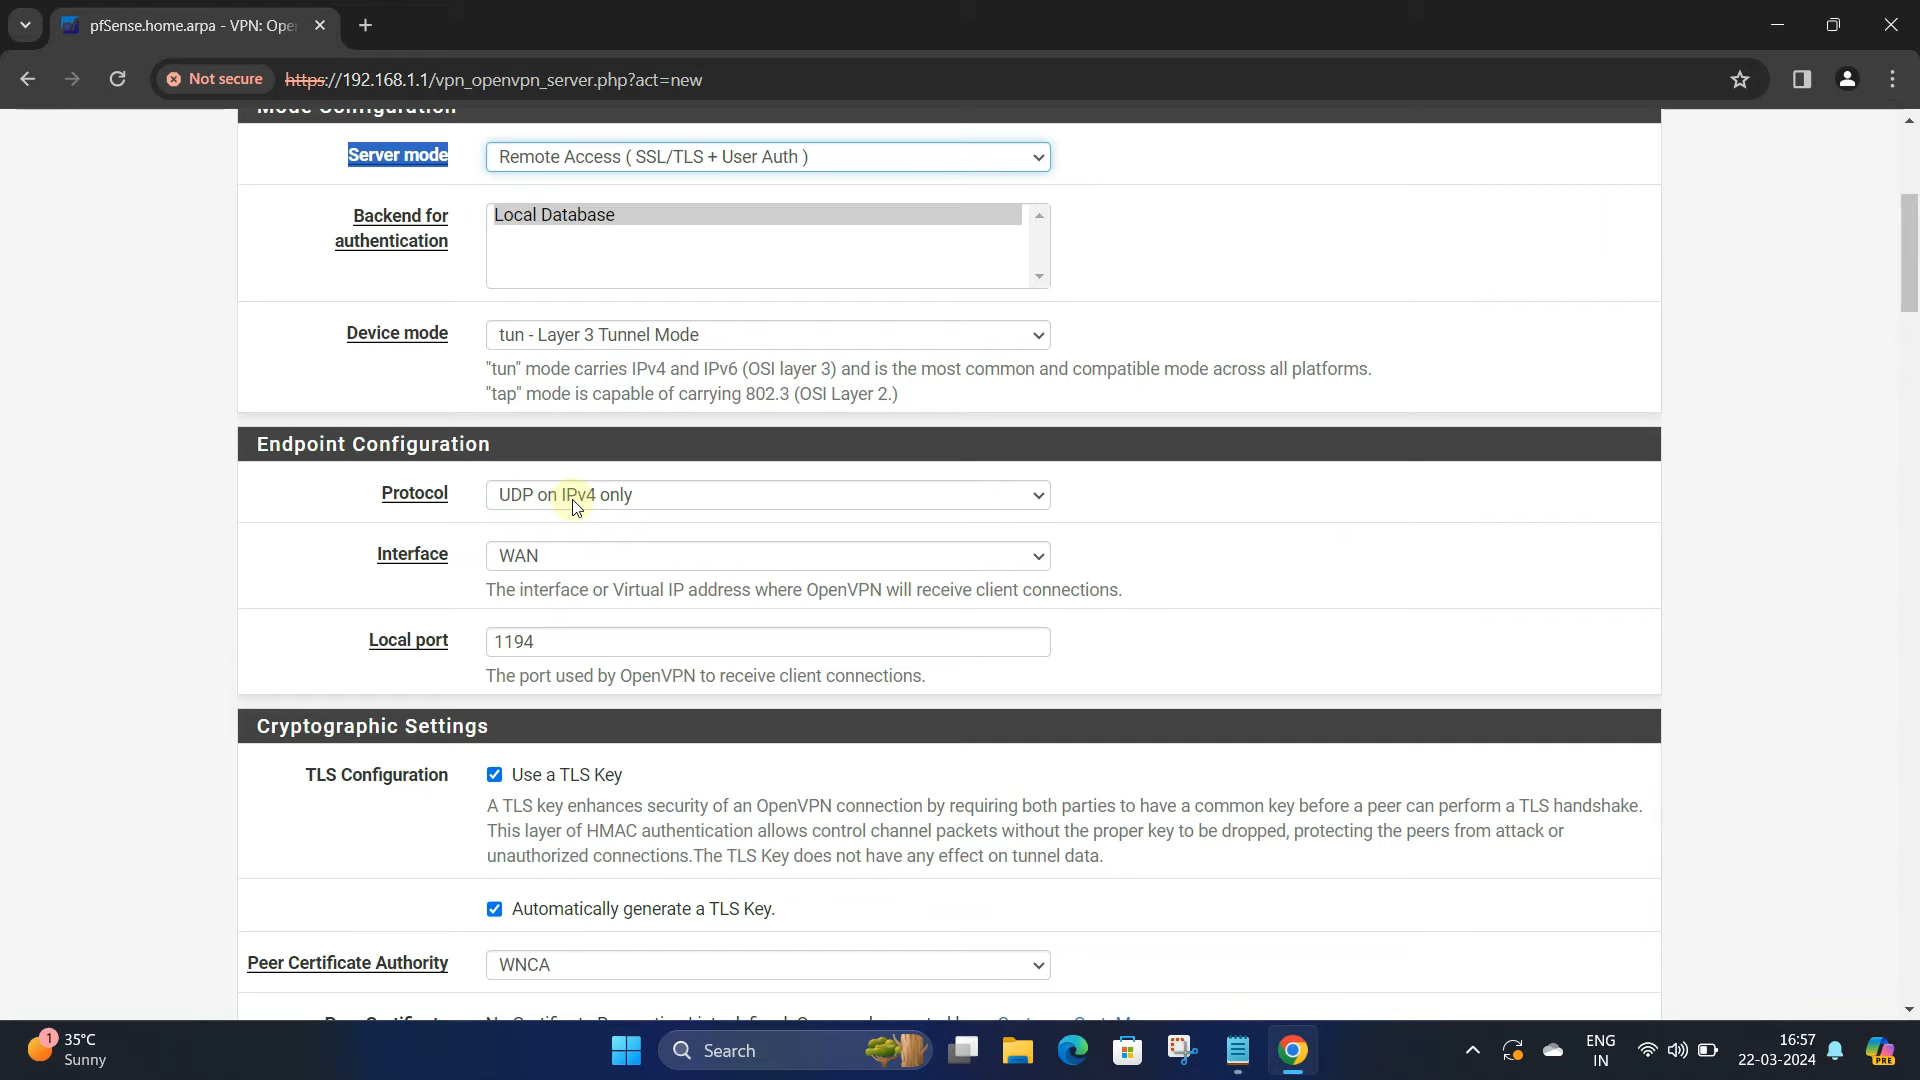 pfSense.home.arpa - VPN: Ope
Not secure https://192.168.1.1/vpn_openvpn_server.php?act=new
Mode Configuration
Server mode Remote Access ( SSL/TLS + User Auth )
Backend for authentication Local Database
Device mode tun - Layer 3 Tunnel Mode
"tun" mode carries IPv4 and IPv6 (OSI layer 3) and is the most common and compatible mode across all platforms.
"tap" mode is capable of carrying 802.3 (OSI Layer 2.)
Endpoint Configuration
Protocol UDP on IPv4 only
Interface WAN
The interface or Virtual IP address where OpenVPN will receive client connections.
Local port 1194
The port used by OpenVPN to receive client connections.
Cryptographic Settings
TLS Configuration Use a TLS Key
A TLS key enhances security of an OpenVPN connection by requiring both parties to have a common key before a peer can perform a TLS handshake.
This layer of HMAC authentication allows control channel packets without the proper key to be dropped, protecting the peers from attack or
unauthorized connections.The TLS Key does not have any effect on tunnel data.
Automatically generate a TLS Key.
Peer Certificate Authority WNCA
1 35°C
Sunny
Search
ENG
IN
16:57
22-03-2024
PRE